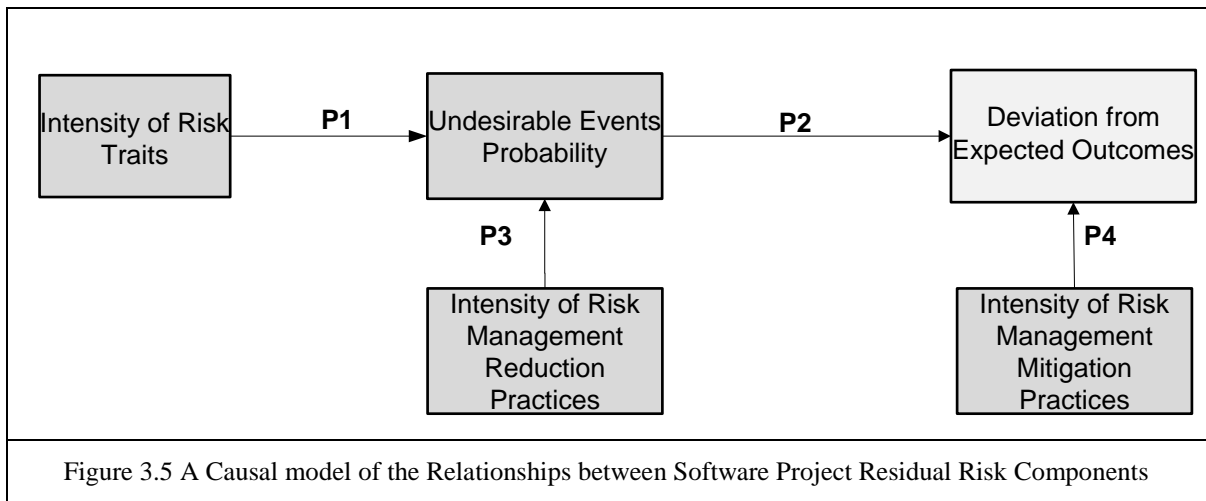 Intensity of Risk
Traits
P1
Undesirable Events
Probability
P2
Deviation from
Expected Outcomes
P3
P4
Intensity of Risk
Management
Reduction
Practices
Intensity of Risk
Management
Mitigation
Practices
Figure 3.5 A Causal model of the Relationships between Software Project Residual Risk Components